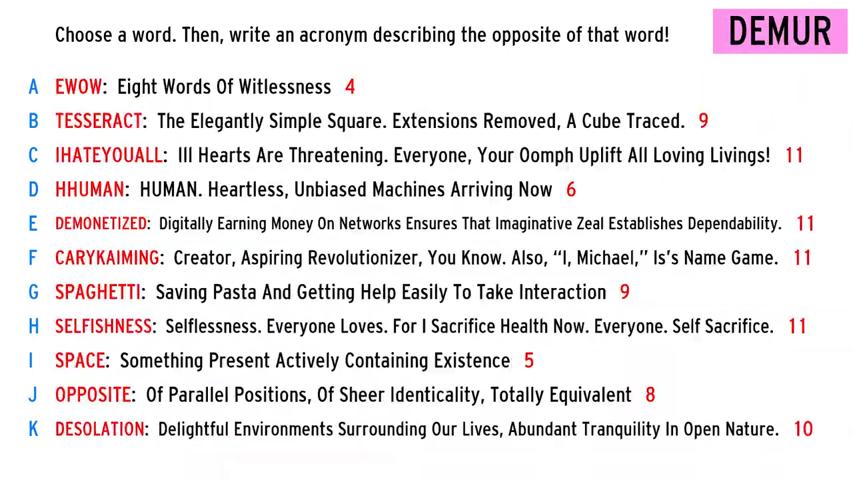 Choose a word. Then, write an acronym describing the opposite of that word!
DEMUR
A EWOW: Eight Words Of Witlessness 4
B TESSERACT: The Elegantly Simple Square. Extensions Removed, A Cube Traced. 9
C IHATEYOUALL: Ill Hearts Are Threatening. Everyone, Your Oomph Uplift All Loving Livings! 11
D HHUMAN: HUMAN. Heartless, Unbiased Machines Arriving Now 6
E DEMONETIZED: Digitally Earning Money On Networks Ensures That Imaginative Zeal Establishes Dependability. 11
F CARYKAIMING: Creator, Aspiring Revolutionizer, You Know. Also, “I, Michael,” Is’s Name Game. 11
G SPAGHETTI: Saving Pasta And Getting Help Easily To Take Interaction 9
H SELFISHNESS: Selflessness. Everyone Loves. For I Sacrifice Health Now. Everyone. Self Sacrifice. 11
I SPACE: Something Present Actively Containing Existence 5
J OPPOSITE: Of Parallel Positions, Of Sheer Identicality, Totally Equivalent 8
K DESOLATION: Delightful Environments Surrounding Our Lives, Abundant Tranquility In Open Nature. 10